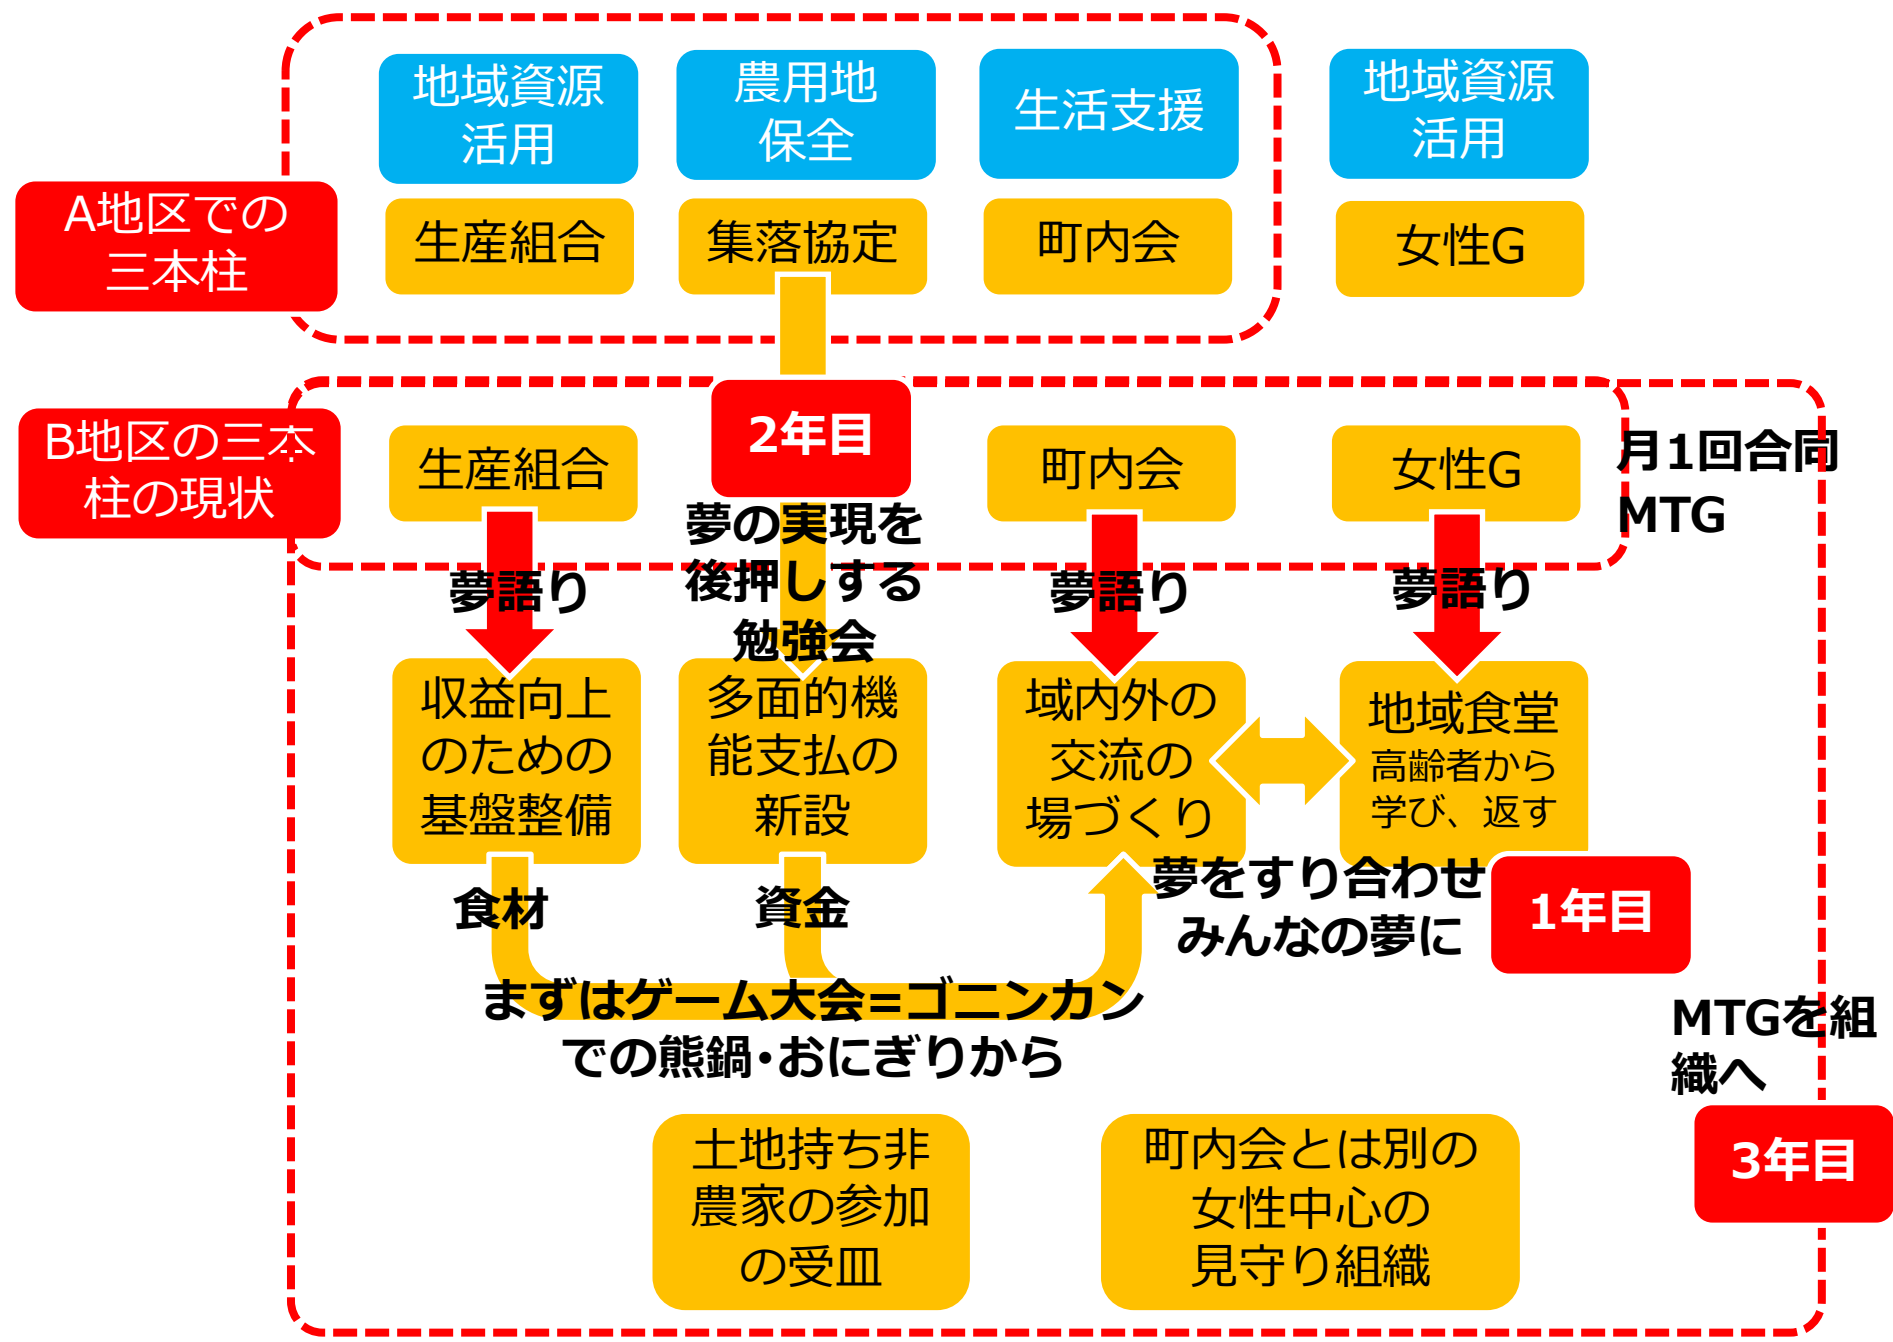 地域資源
活用
農用地
保全
生活支援
地域資源
活用
A地区での
三本柱
生産組合
集落協定
町内会
女性G
B地区の三本
柱の現状
生産組合
2年目
町内会
女性G
月1回合同
MTG
夢語り
夢の実現を
後押しする
勉強会
夢語り
夢語り
収益向上
のための
基盤整備
多面的機
能支払の
新設
域内外の
交流の
場づくり
地域食堂
高齢者から
学び、返す
食材
資金
夢をすり合わせ
みんなの夢に
1年目
まずはゲーム大会=ゴニンカン
での熊鍋・おにぎりから
MTGを組
織へ
3年目
土地持ち非
農家の参加
の受皿
町内会とは別の
女性中心の
見守り組織